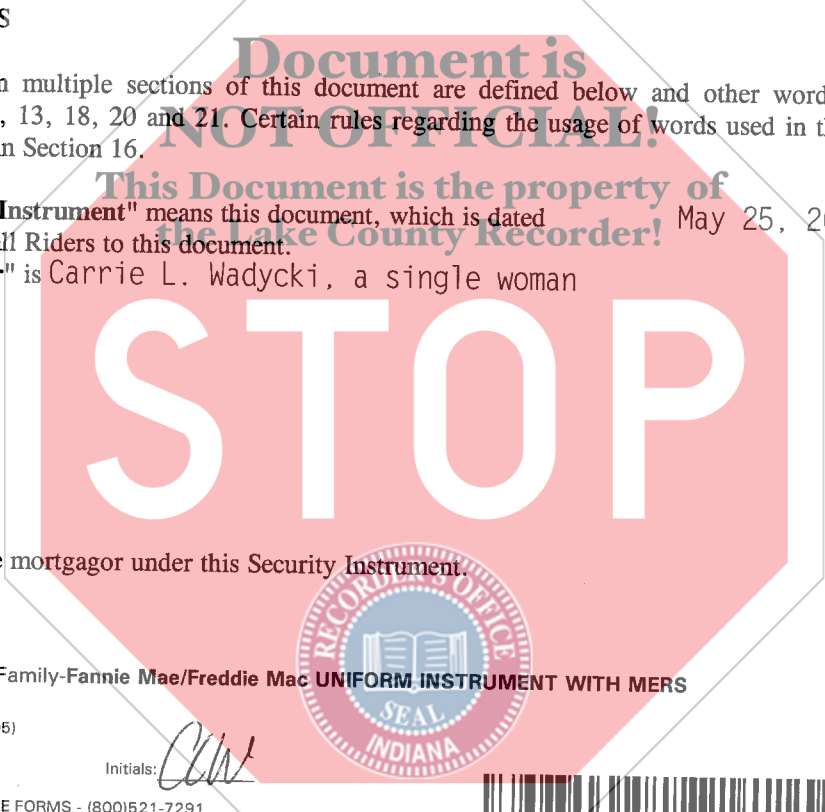 S
Document is
n multiple sections of this document are defined below and other word
, 13, 18, 20 and 21. Certain rules regarding the usage of words used in th
NOT OFFICIAL!
n Section 16.
This Document is the property of
Instrument" means this document, which is dated May 25, 20
the Lake County Recorder!
ll Riders to this document.
" is Carrie L. Wadycki, a single woman
STOP
e mortgagor under this Security Instrument.
RECORDER'S OFFICE
SEAL
INDIANA
Family-Fannie Mae/Freddie Mac UNIFORM INSTRUMENT WITH MERS
5)
Initials: CLW
E FORMS - (800)521-7291